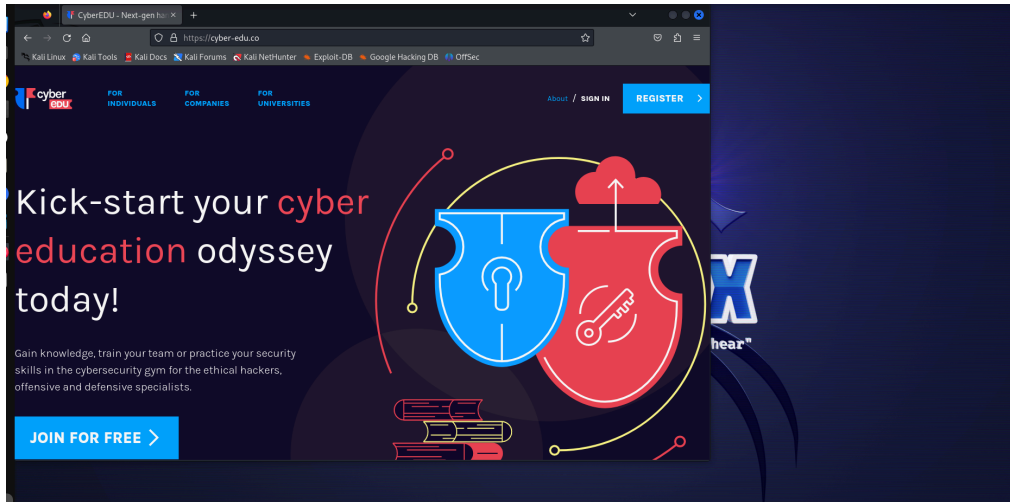 CyberEDU - Next-gen har
https://cyber-edu.co
Kali Linux Kali Tools Kali Docs Kali Forums Kali NetHunter Exploit-DB Google Hacking DB OffSec
cyber
EDU
FOR
INDIVIDUALS
FOR
COMPANIES
FOR
UNIVERSITIES
About / SIGN IN
REGISTER
Kick-start your cyber
education odyssey
today!
Gain knowledge, train your team or practice your security
skills in the cybersecurity gym for the ethical hackers,
offensive and defensive specialists.
JOIN FOR FREE
X
hear"